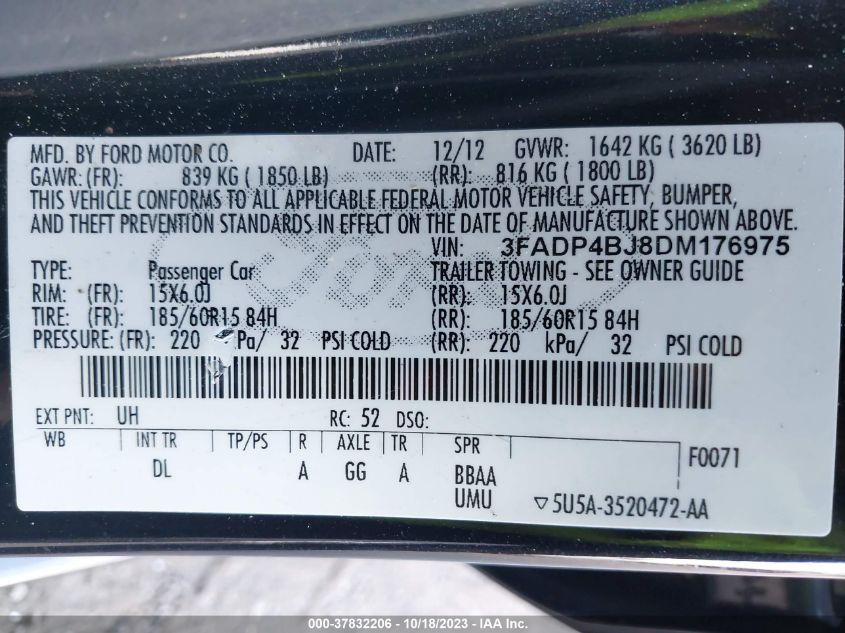 MFD. BY FORD MOTOR CO. DATE: 12/12 GVWR: 1642 KG ( 3620 LB)
GAWR: (FR): 839 KG ( 1850 LB) (RR): 816 KG ( 1800 LB)
THIS VEHICLE CONFORMS TO ALL APPLICABLE FEDERAL MOTOR VEHICLE SAFETY, BUMPER,
AND THEFT PREVENTION STANDARDS IN EFFECT ON THE DATE OF MANUFACTURE SHOWN ABOVE.
VIN: 3FADP4BJ8DM176975
TYPE: Passenger Car TRAILER TOWING - SEE OWNER GUIDE
RIM: (FR): 15X6.0J (RR): 15X6.0J
TIRE: (FR): 185/60R15 84H (RR): 185/60R15 84H
PRESSURE: (FR): 220 Pa/ 32 PSI COLD (RR): 220 kPa/ 32 PSI COLD
EXT PNT: UH RC: 52 DSO:
WB INT TR TP/PS R AXLE TR SPR F0071
DL A GG A BBAA
UMU ▽5U5A-3520472-AA
Ford
000-37832206 - 10/18/2023 - IAA Inc.